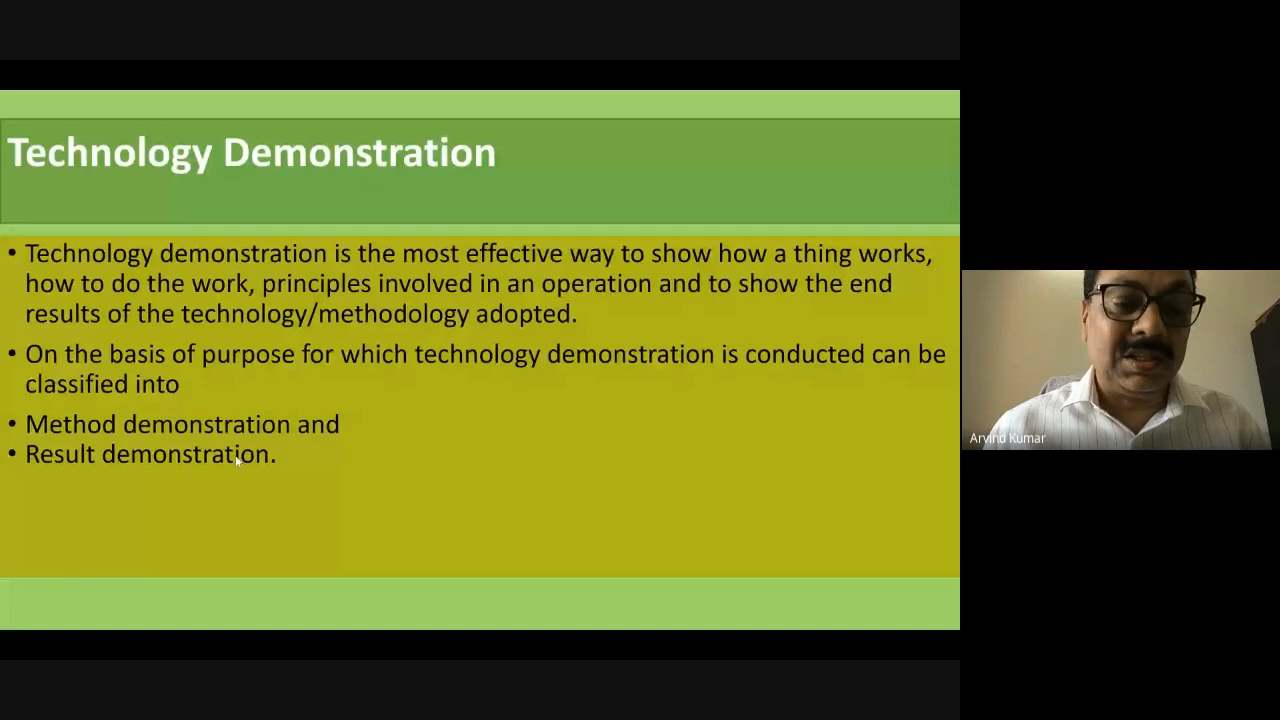 Technology Demonstration
• Technology demonstration is the most effective way to show how a thing works,
how to do the work, principles involved in an operation and to show the end
results of the technology/methodology adopted.
• On the basis of purpose for which technology demonstration is conducted can be
classified into
• Method demonstration and
• Result demonstration.
Arvind Kumar